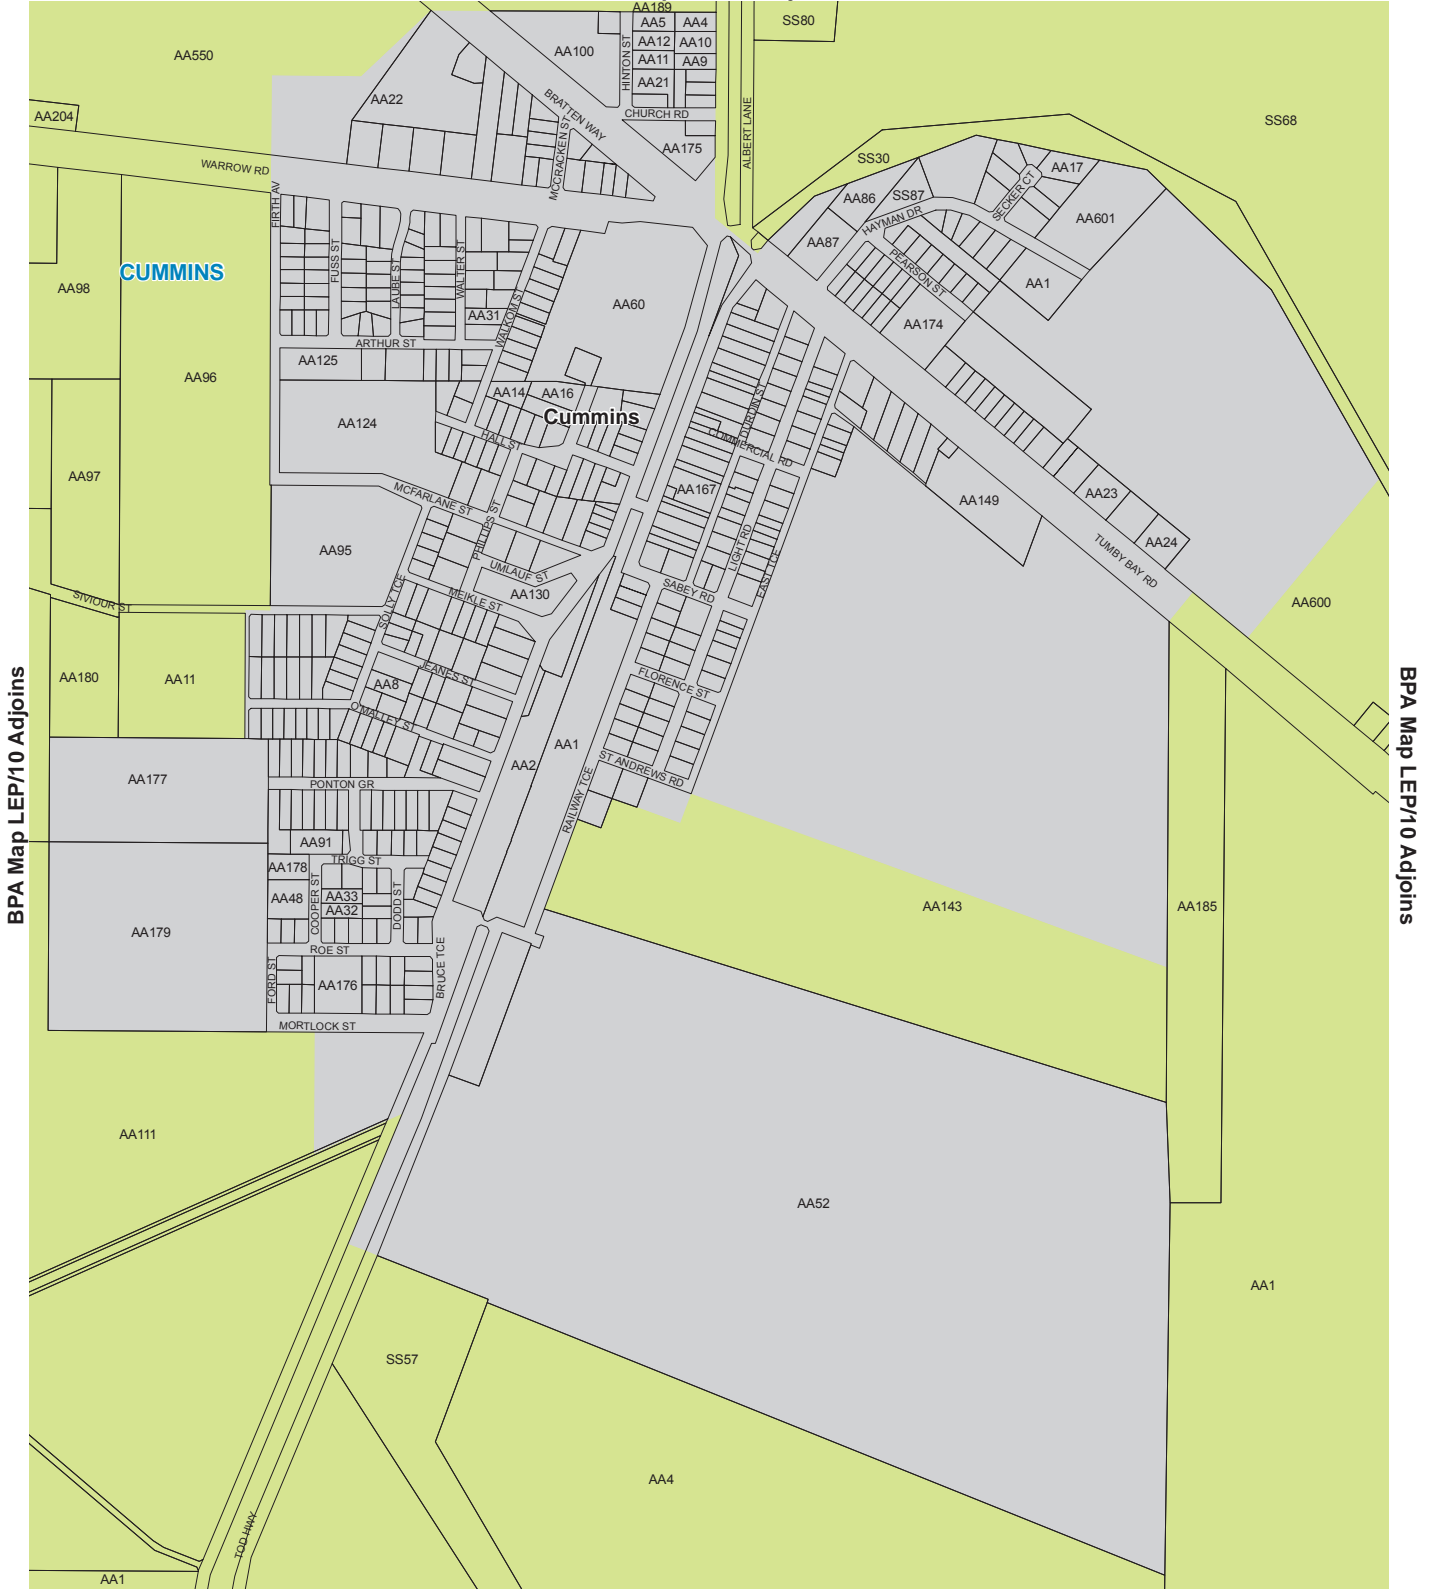 AA189
AA5
AA4
SS80
AA12
AA10
AA550
AA100
HINTON ST
AA11
AA9
AA21
AA22
BRATTEN WAY
CHURCH RD
AA204
ALBERT LANE
SS68
MCCRACKEN ST
AA175
SS30
WARROW RD
AA17
SECKER CT
FIRTH AV
AA86
SS87
HAYMAN DR
AA601
AA87
CUMMINS
FUSS ST
LAUBE ST
WALTER ST
PEARSON ST
AA98
AA1
AA60
AA31
WALKOM ST
AA174
ARTHUR ST
AA125
AA96
AA14
AA16
DURDIN ST
Cummins
AA124
HALL ST
COMMERCIAL RD
AA97
AA167
AA23
MCFARLANE ST
AA149
PHILLIPS ST
AA24
AA95
LIGHT RD
TUMBY BAY RD
UMLAUF ST
EAST TCE
SIVIOUR ST
SOLLY TCE
MEIKLE ST
AA130
SABEY RD
AA600
AA180
AA11
JEANES ST
AA8
FLORENCE ST
O'MALLEY ST
BPA Map LEP/10 Adjoins
BPA Map LEP/10 Adjoins
AA1
AA2
AA177
ST ANDREWS RD
PONTON GR
RAILWAY TCE
AA91
TRIGG ST
AA178
AA48
COOPER ST
AA33
AA32
DODD ST
AA143
AA185
AA179
ROE ST
FORD ST
AA176
BRUCE TCE
MORTLOCK ST
AA111
AA52
AA1
SS57
AA4
TOD HWY
AA1